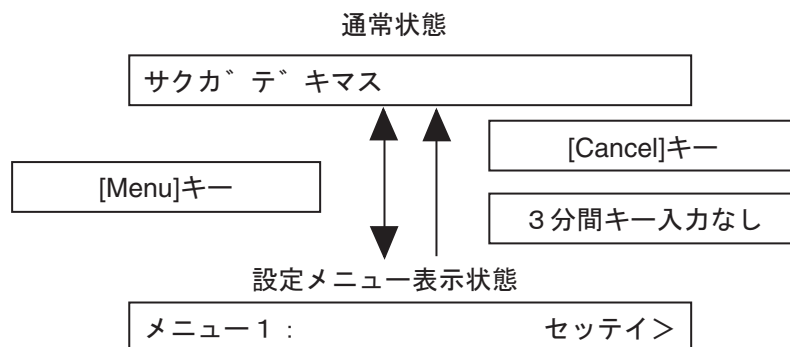 通常状態
サクカ゛テ゛キマス
[Menu]キー
[Cancel]キー
3分間キー入力なし
設定メニュー表示状態
メニュー1: セッテイ>